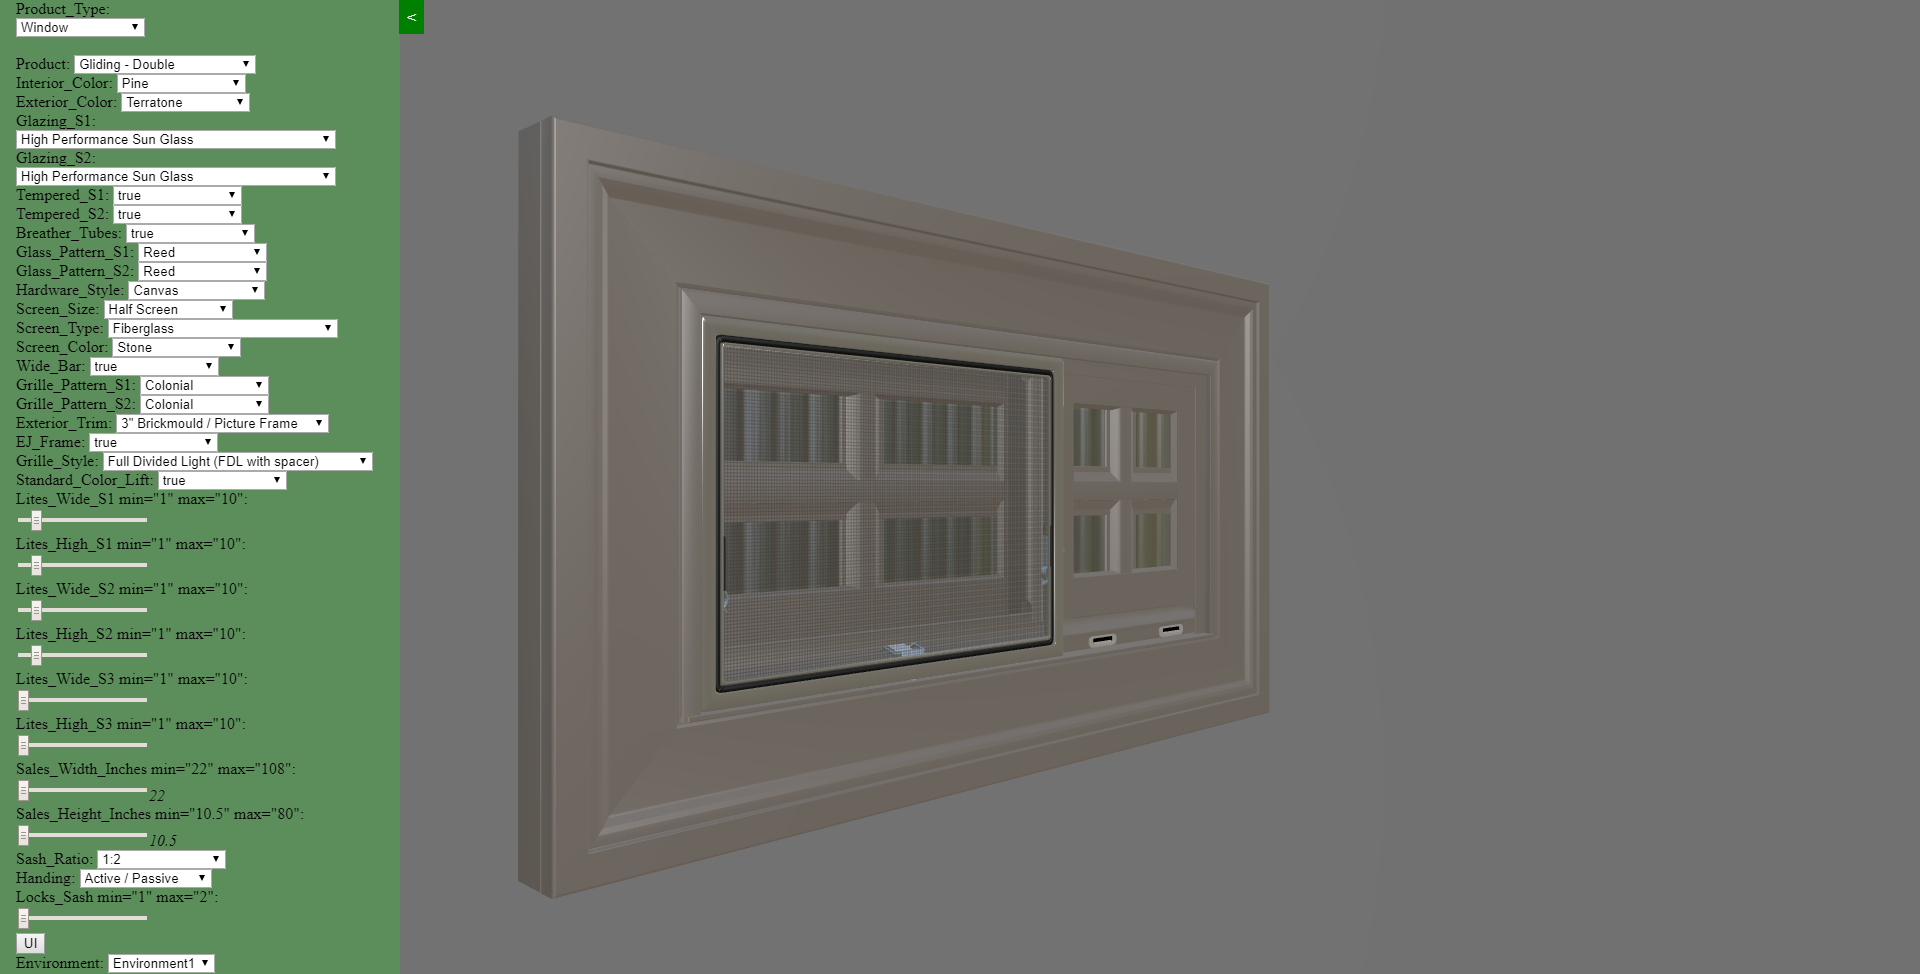 Product_Type:
Window
<
Product: Gliding - Double
Interior_Color: Pine
Exterior_Color: Terratone
Glazing_S1:
High Performance Sun Glass
Glazing_S2:
High Performance Sun Glass
Tempered_S1: true
Tempered_S2: true
Breather_Tubes: true
Glass_Pattern_S1: Reed
Glass_Pattern_S2: Reed
Hardware_Style: Canvas
Screen_Size: Half Screen
Screen_Type: Fiberglass
Screen_Color: Stone
Wide_Bar: true
Grille_Pattern_S1: Colonial
Grille_Pattern_S2: Colonial
Exterior_Trim: 3" Brickmould / Picture Frame
EJ_Frame: true
Grille_Style: Full Divided Light (FDL with spacer)
Standard_Color_Lift: true
Lites_Wide_S1 min="1" max="10":
Lites_High_S1 min="1" max="10":
Lites_Wide_S2 min="1" max="10":
Lites_High_S2 min="1" max="10":
Lites_Wide_S3 min="1" max="10":
Lites_High_S3 min="1" max="10":
Sales_Width_Inches min="22" max="108":
22
Sales_Height_Inches min="10.5" max="80":
10.5
Sash_Ratio: 1:2
Handing: Active / Passive
Locks_Sash min="1" max="2":
UI
Environment: Environment1